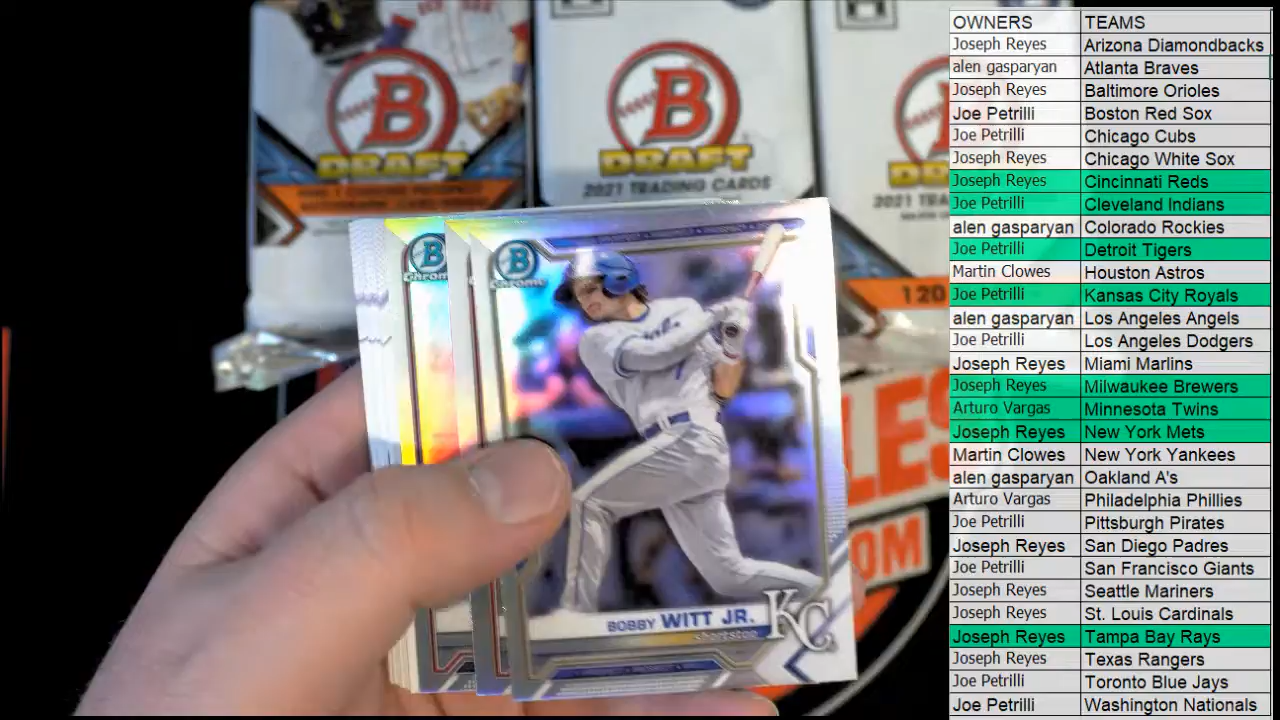 B
DRAFT
B
DRAFT
2021 TRADING CARDS
DRAFT
2021 TRA
120
B
Chrome
B
Chrome
BOBBY WITT JR.
shortstop
KC
LES
OM
OWNERS TEAMS
Joseph Reyes Arizona Diamondbacks
alen gasparyan Atlanta Braves
Joseph Reyes Baltimore Orioles
Joe Petrilli Boston Red Sox
Joe Petrilli Chicago Cubs
Joseph Reyes Chicago White Sox
Joseph Reyes Cincinnati Reds
Joe Petrilli Cleveland Indians
alen gasparyan Colorado Rockies
Joe Petrilli Detroit Tigers
Martin Clowes Houston Astros
Joe Petrilli Kansas City Royals
alen gasparyan Los Angeles Angels
Joe Petrilli Los Angeles Dodgers
Joseph Reyes Miami Marlins
Joseph Reyes Milwaukee Brewers
Arturo Vargas Minnesota Twins
Joseph Reyes New York Mets
Martin Clowes New York Yankees
alen gasparyan Oakland A's
Arturo Vargas Philadelphia Phillies
Joe Petrilli Pittsburgh Pirates
Joseph Reyes San Diego Padres
Joe Petrilli San Francisco Giants
Joseph Reyes Seattle Mariners
Joseph Reyes St. Louis Cardinals
Joseph Reyes Tampa Bay Rays
Joseph Reyes Texas Rangers
Joe Petrilli Toronto Blue Jays
Joe Petrilli Washington Nationals